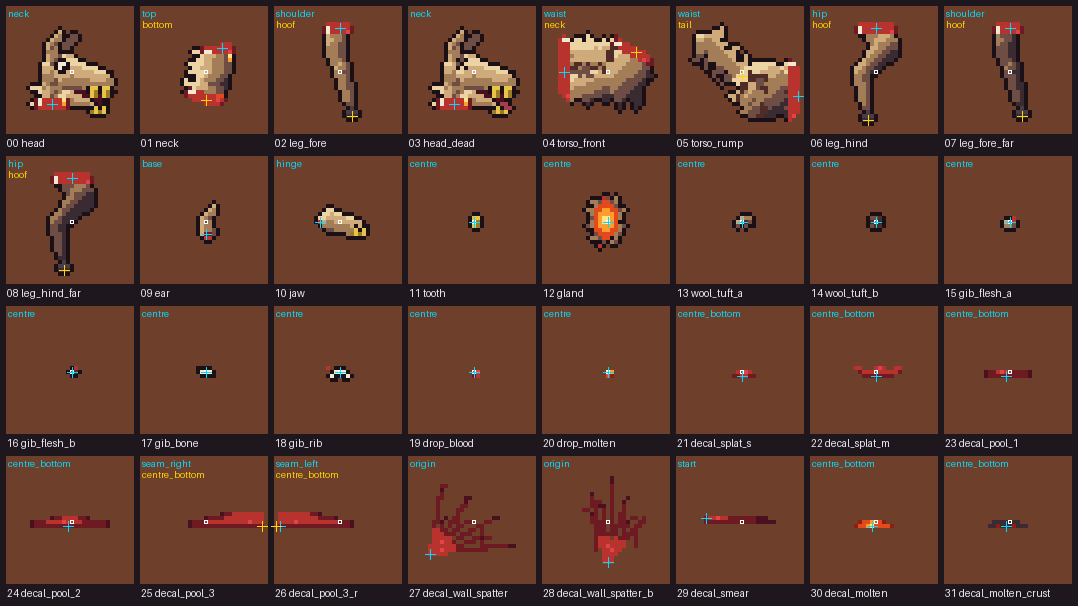 neck
00 head
top
bottom
01 neck
shoulder
hoof
02 leg_fore
neck
03 head_dead
waist
neck
04 torso_front
waist
tail
05 torso_rump
hip
hoof
06 leg_hind
shoulder
hoof
07 leg_fore_far
hip
hoof
08 leg_hind_far
base
09 ear
hinge
10 jaw
centre
11 tooth
centre
12 gland
centre
13 wool_tuft_a
centre
14 wool_tuft_b
centre
15 gib_flesh_a
centre
16 gib_flesh_b
centre
17 gib_bone
centre
18 gib_rib
centre
19 drop_blood
centre
20 drop_molten
centre_bottom
21 decal_splat_s
centre_bottom
22 decal_splat_m
centre_bottom
23 decal_pool_1
centre_bottom
24 decal_pool_2
seam_right
centre_bottom
25 decal_pool_3
seam_left
centre_bottom
26 decal_pool_3_r
origin
27 decal_wall_spatter
origin
28 decal_wall_spatter_b
start
29 decal_smear
centre_bottom
30 decal_molten
centre_bottom
31 decal_molten_crust